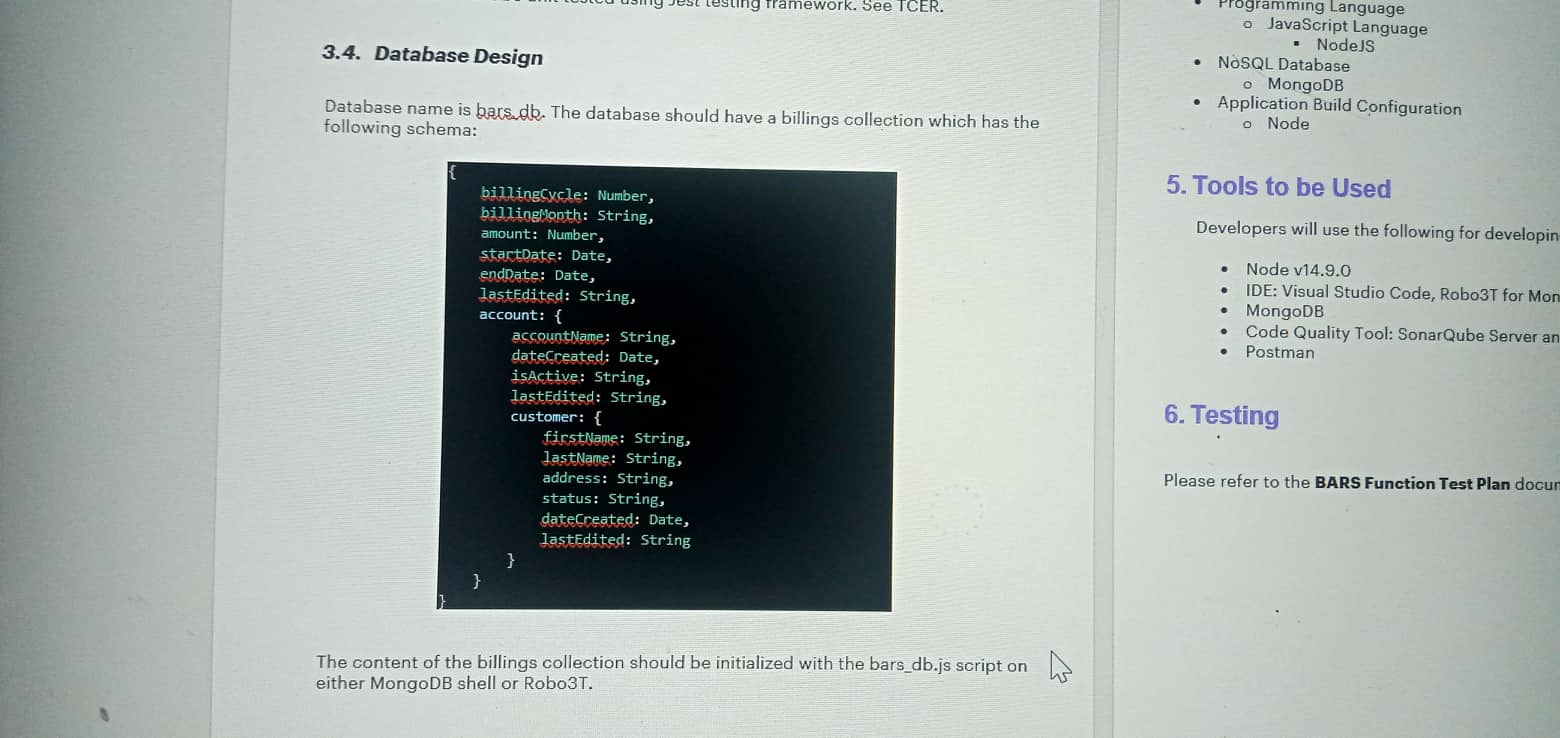 testing framework. See TCER.
3.4. Database Design
Database name is bars_db. The database should have a billings collection which has the
following schema:
{
billingCycle: Number,
billingMonth: String,
amount: Number,
startDate: Date,
endDate: Date,
lastEdited: String,
account: {
accountName: String,
dateCreated: Date,
isActive: String,
lastEdited: String,
customer: {
firstName: String,
lastName: String,
address: String,
status: String,
dateCreated: Date,
lastEdited: String
}
}
}
The content of the billings collection should be initialized with the bars_db.js script on
either MongoDB shell or Robo3T.
• Programming Language
o JavaScript Language
▪ NodeJS
• NoSQL Database
o MongoDB
• Application Build Configuration
o Node
5. Tools to be Used
Developers will use the following for developin
• Node v14.9.0
• IDE: Visual Studio Code, Robo3T for Mon
• MongoDB
• Code Quality Tool: SonarQube Server an
• Postman
6. Testing
Please refer to the BARS Function Test Plan docu